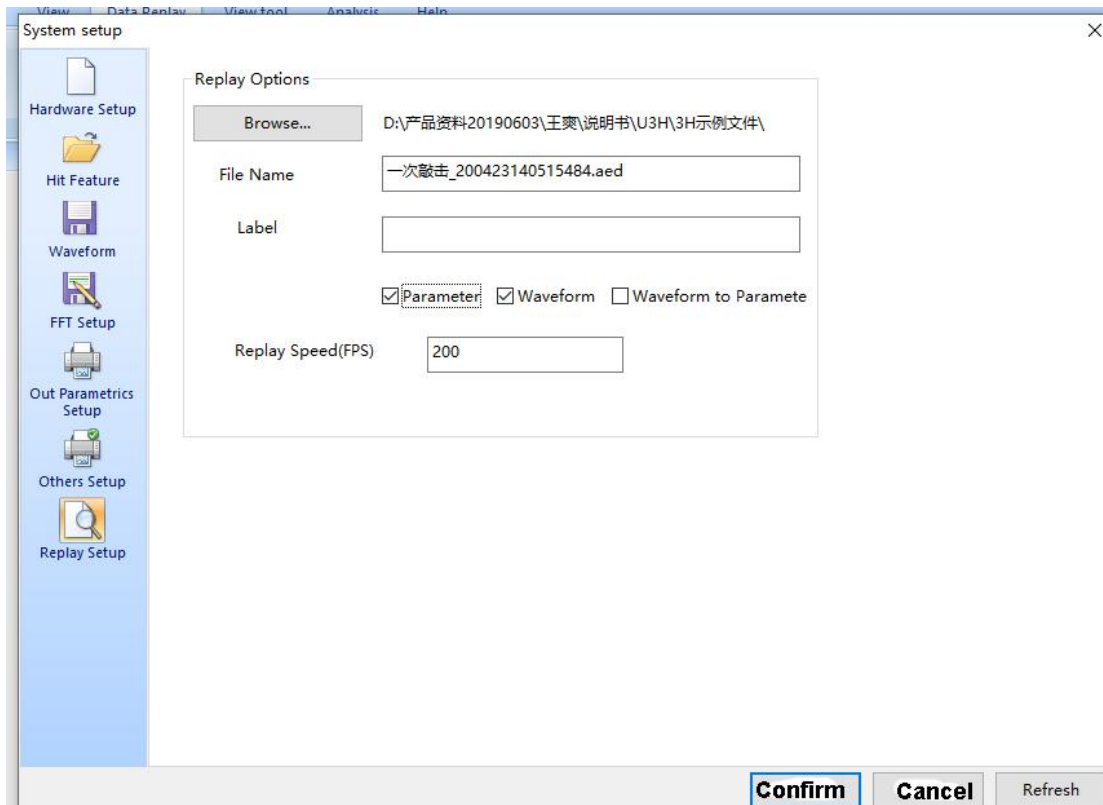 View Data Replay View tool Analysis Help
System setup
Hardware Setup
Hit Feature
Waveform
FFT Setup
Out Parametrics
Setup
Others Setup
Replay Setup
Replay Options
Browse... D:\产品资料20190603\王爽\说明书\U3H\3H示例文件\
File Name 一次敲击_200423140515484.aed
Label
Parameter Waveform Waveform to Paramete
Replay Speed(FPS) 200
Confirm Cancel Refresh